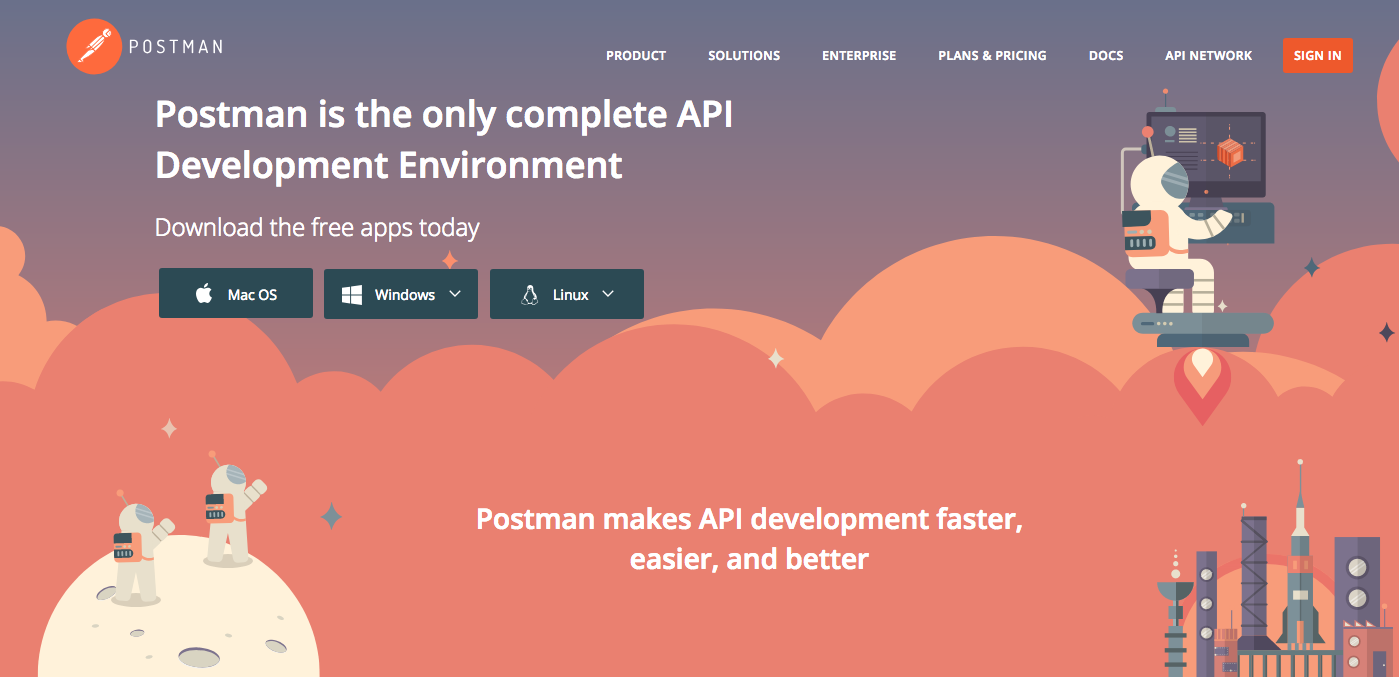 POSTMAN
PRODUCT SOLUTIONS ENTERPRISE PLANS & PRICING DOCS API NETWORK SIGN IN
Postman is the only complete API
Development Environment
Download the free apps today
Mac OS Windows Linux
Postman makes API development faster,
easier, and better